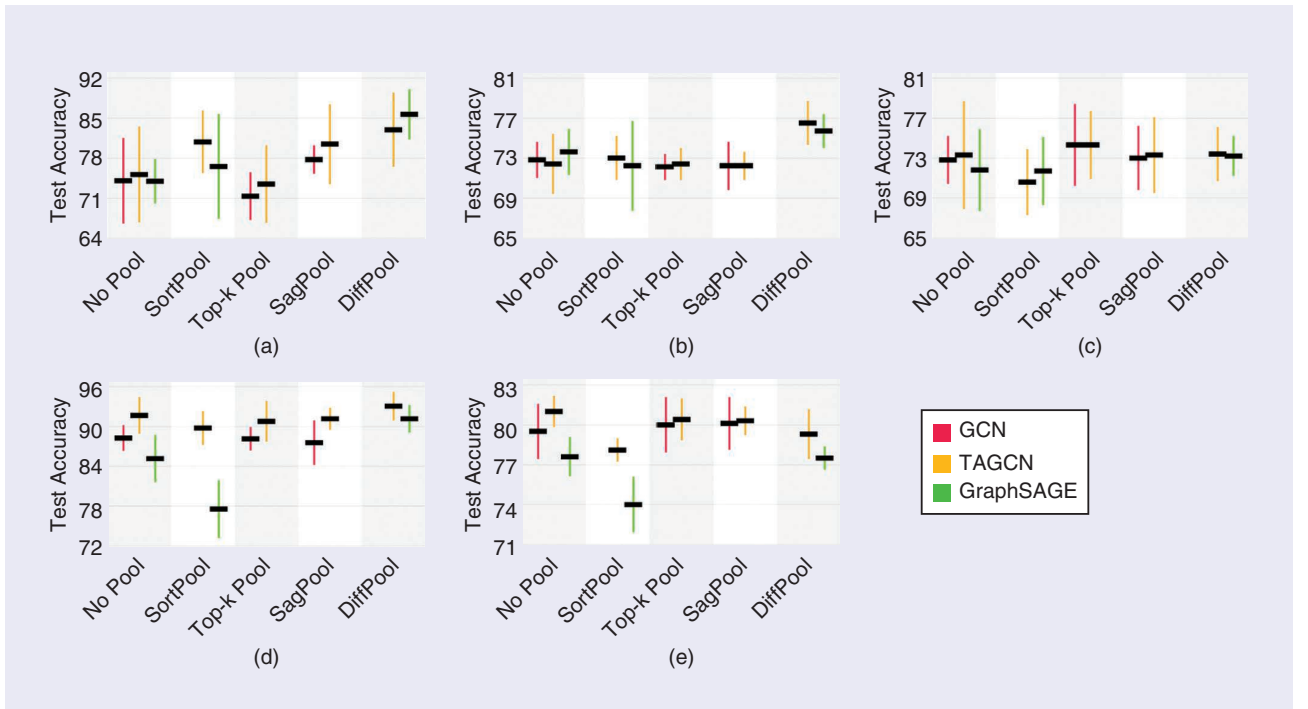 Test Accuracy
92
85
78
71
64
No Pool
SortPool
Top-k Pool
SagPool
DiffPool
(a)
Test Accuracy
81
77
73
69
65
No Pool
SortPool
Top-k Pool
SagPool
DiffPool
(b)
Test Accuracy
81
77
73
69
65
No Pool
SortPool
Top-k Pool
SagPool
DiffPool
(c)
Test Accuracy
96
90
84
78
72
No Pool
SortPool
Top-k Pool
SagPool
DiffPool
(d)
Test Accuracy
83
80
77
74
71
No Pool
SortPool
Top-k Pool
SagPool
DiffPool
(e)
GCN
TAGCN
GraphSAGE